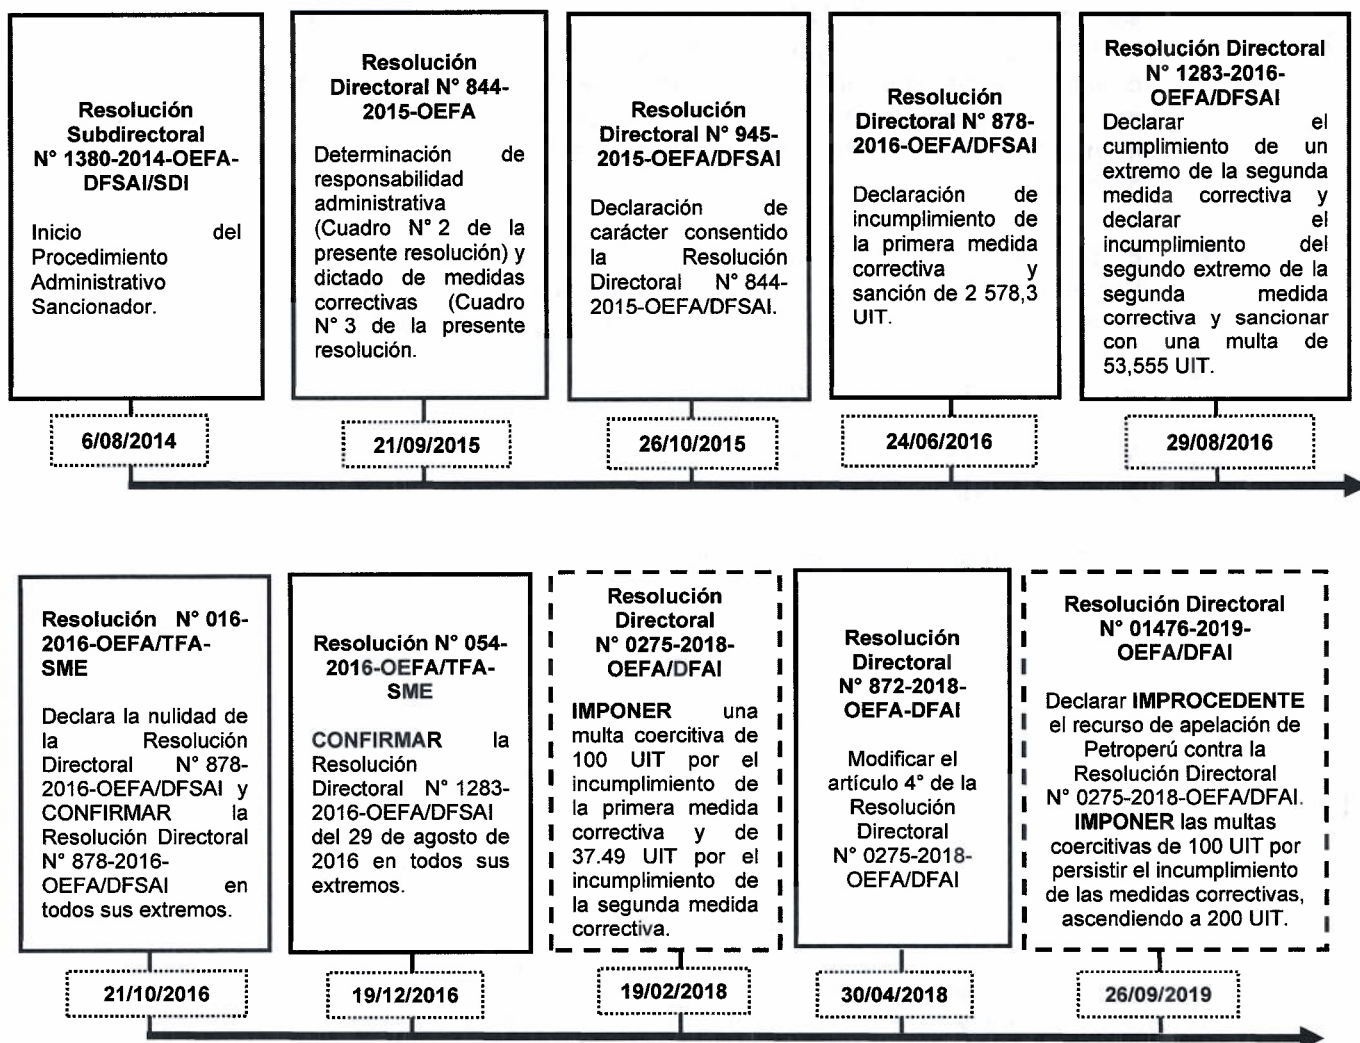 Resolución
Subdirectoral
N° 1380-2014-OEFA-
DFSAI/SDI
Inicio del
Procedimiento
Administrativo
Sancionador.
6/08/2014
Resolución
Directoral N° 844-
2015-OEFA
Determinación de
responsabilidad
administrativa
(Cuadro N° 2 de la
presente resolución) y
dictado de medidas
correctivas (Cuadro
N° 3 de la presente
resolución.
21/09/2015
Resolución
Directoral N° 945-
2015-OEFA/DFSAI
Declaración de
carácter consentido
la Resolución
Directoral N° 844-
2015-OEFA/DFSAI.
26/10/2015
Resolución
Directoral N° 878-
2016-OEFA/DFSAI
Declaración de
incumplimiento de
la primera medida
correctiva y
sanción de 2 578,3
UIT.
24/06/2016
Resolución Directoral
N° 1283-2016-
OEFA/DFSAI
Declarar el
cumplimiento de un
extremo de la segunda
medida correctiva y
declarar el
incumplimiento del
segundo extremo de la
segunda medida
correctiva y sancionar
con una multa de
53,555 UIT.
29/08/2016
Resolución N° 016-
2016-OEFA/TFA-
SME
Declara la nulidad de
la Resolución
Directoral N° 878-
2016-OEFA/DFSAI y
CONFIRMAR la
Resolución Directoral
N° 878-2016-
OEFA/DFSAI en
todos sus extremos.
21/10/2016
Resolución N° 054-
2016-OEFA/TFA-
SME
CONFIRMAR la
Resolución
Directoral N° 1283-
2016-OEFA/DFSAI
del 29 de agosto de
2016 en todos sus
extremos.
19/12/2016
Resolución
Directoral
N° 0275-2018-
OEFA/DFAI
IMPONER una
multa coercitiva de
100 UIT por el
incumplimiento de
la primera medida
correctiva y de
37.49 UIT por el
incumplimiento de
la segunda medida
correctiva.
19/02/2018
Resolución
Directoral
N° 872-2018-
OEFA-DFAI
Modificar el
artículo 4° de la
Resolución
Directoral
N° 0275-2018-
OEFA/DFAI
30/04/2018
Resolución Directoral
N° 01476-2019-
OEFA/DFAI
Declarar IMPROCEDENTE
el recurso de apelación de
Petroperú contra la
Resolución Directoral
N° 0275-2018-OEFA/DFAI.
IMPONER las multas
coercitivas de 100 UIT por
persistir el incumplimiento
de las medidas correctivas,
ascendiendo a 200 UIT.
26/09/2019